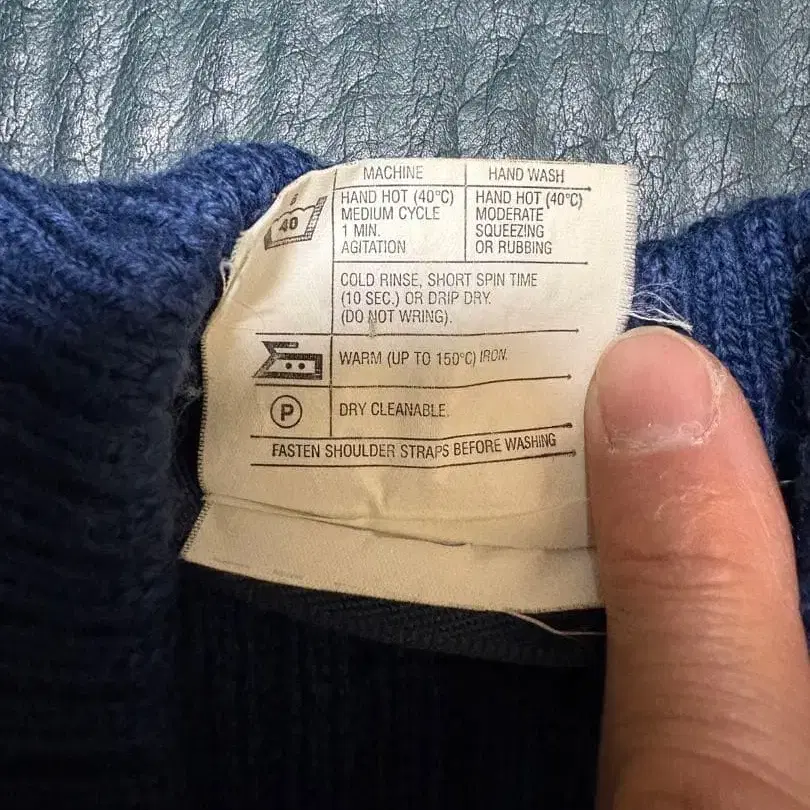 MACHINE HAND WASH
8
40
HAND HOT (40°C)
MEDIUM CYCLE
1 MIN.
AGITATION
HAND HOT (40°C)
MODERATE
SQUEEZING
OR RUBBING
COLD RINSE, SHORT SPIN TIME
(10 SEC.) OR DRIP DRY.
(DO NOT WRING).
WARM (UP TO 150°C) IRON.
P
DRY CLEANABLE.
FASTEN SHOULDER STRAPS BEFORE WASHING